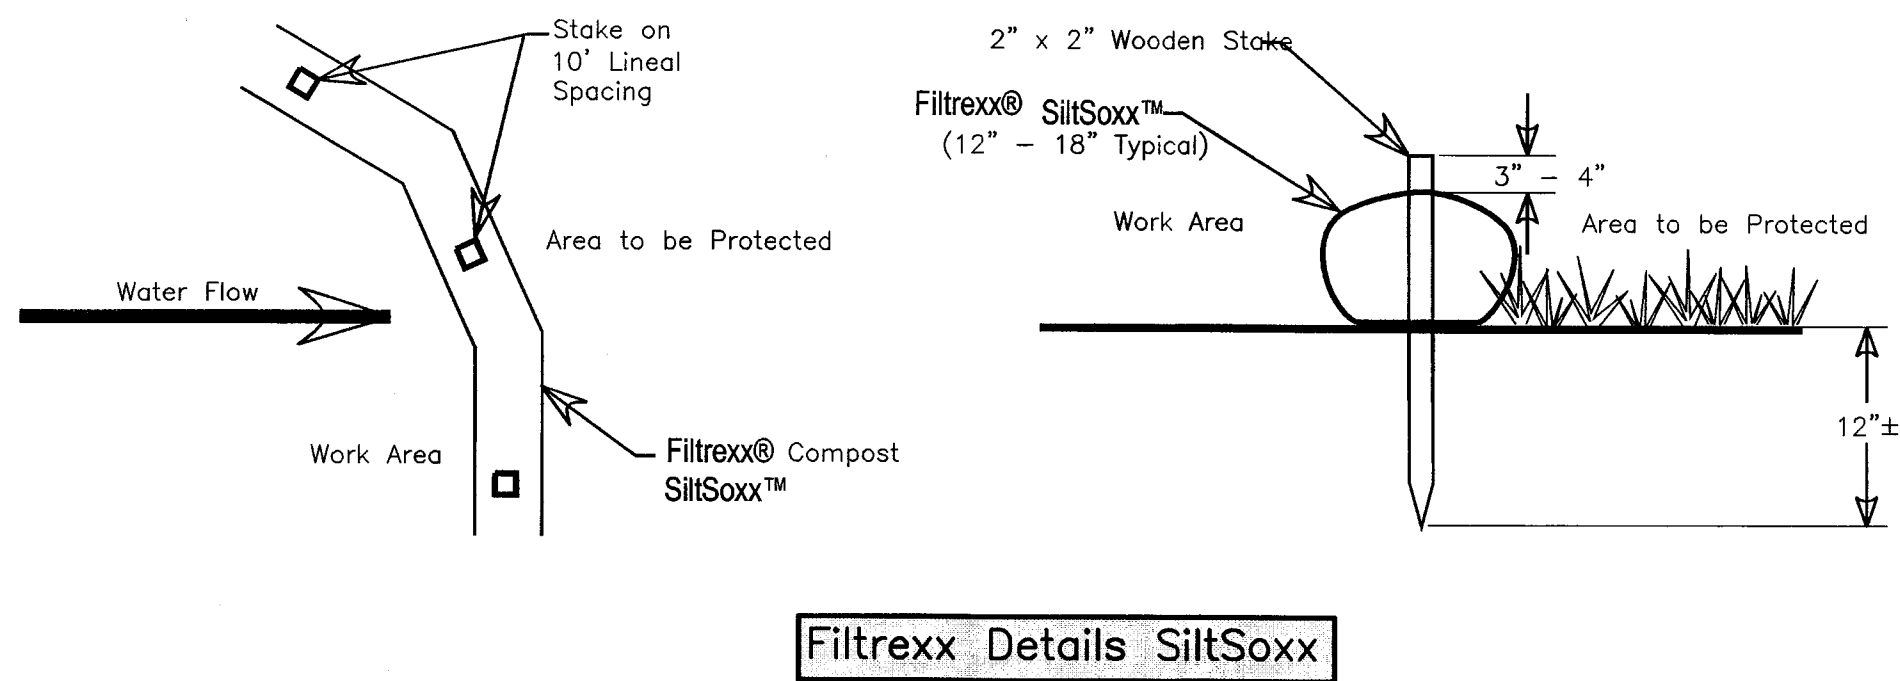 Stake on
10' Lineal
Spacing
Area to be Protected
Water Flow
Work Area
Filtrexx® Compost
SiltSoxx™
2" x 2" Wooden Stake
Filtrexx® SiltSoxx™
(12" – 18" Typical)
3" – 4"
Work Area
Area to be Protected
12"±
Filtrexx Details SiltSoxx